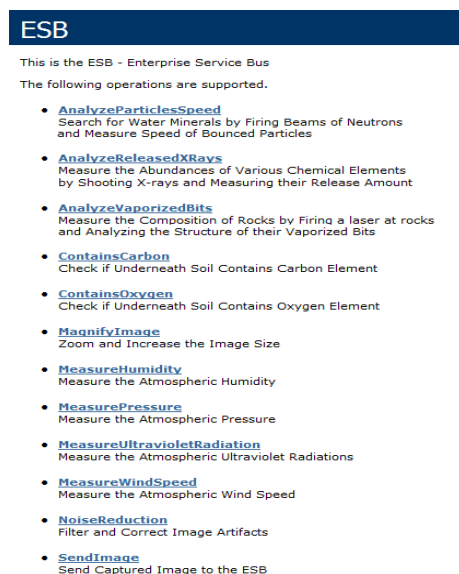 ESB
This is the ESB - Enterprise Service Bus
The following operations are supported.
AnalyzeParticlesSpeed
Search for Water Minerals by Firing Beams of Neutrons
and Measure Speed of Bounced Particles
AnalyzeReleasedXRays
Measure the Abundances of Various Chemical Elements
by Shooting X-rays and Measuring their Release Amount
AnalyzeVaporizedBits
Measure the Composition of Rocks by Firing a laser at rocks
and Analyzing the Structure of their Vaporized Bits
ContainsCarbon
Check if Underneath Soil Contains Carbon Element
ContainsOxygen
Check if Underneath Soil Contains Oxygen Element
MagnifyImage
Zoom and Increase the Image Size
MeasureHumidity
Measure the Atmospheric Humidity
MeasurePressure
Measure the Atmospheric Pressure
MeasureUltravioletRadiation
Measure the Atmospheric Ultraviolet Radiations
MeasureWindSpeed
Measure the Atmospheric Wind Speed
NoiseReduction
Filter and Correct Image Artifacts
SendImage
Send Captured Image to the ESB